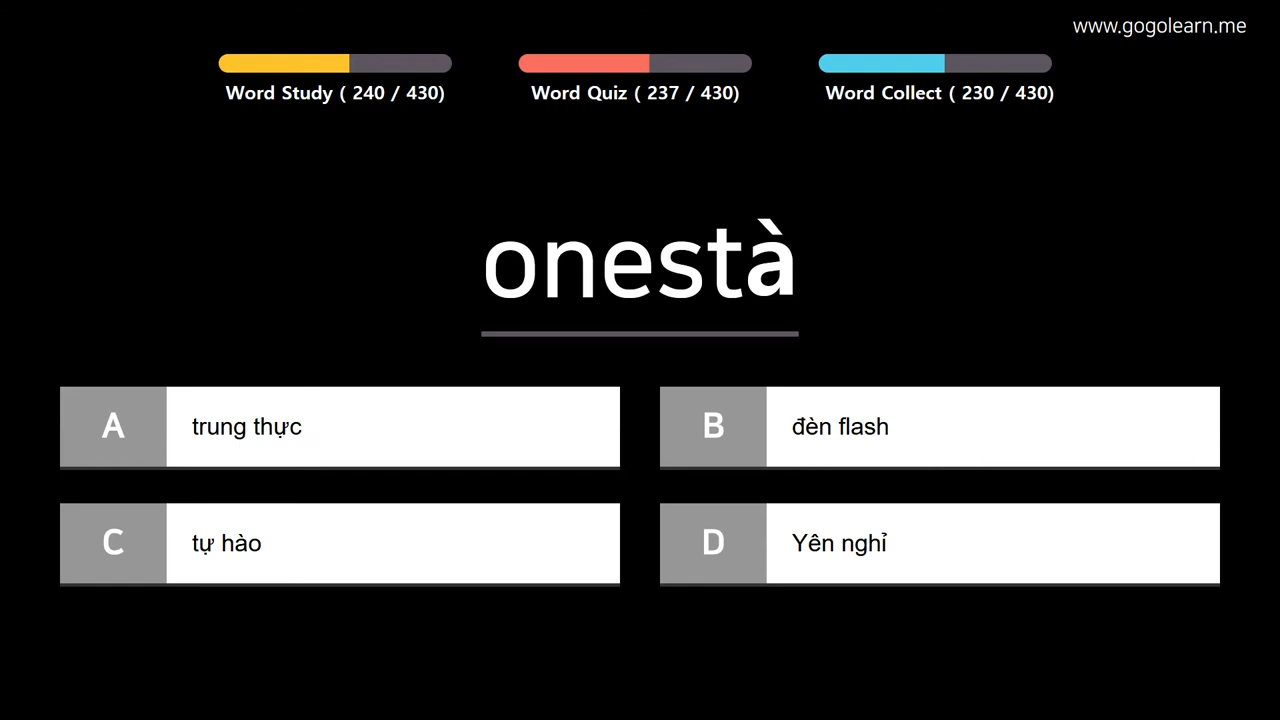 www.gogolearn.me
Word Study ( 240 / 430)
Word Quiz ( 237 / 430)
Word Collect ( 230 / 430)
onestà
A trung thực
B đèn flash
C tự hào
D Yên nghỉ